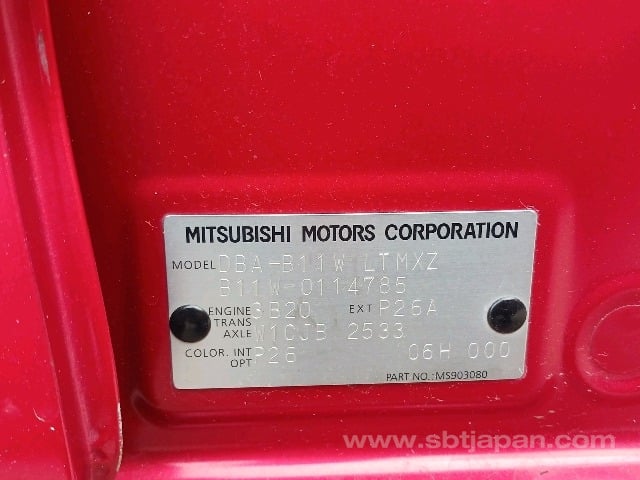 MITSUBISHI MOTORS CORPORATION
MODEL DBA-B11W LTMXZ
B11W-0114785
ENGINE 3B20 EXT P26A
TRANS
AXLE W1CJB 2533
COLOR. INT P26 06H 000
OPT
PART NO.:MS903080
www.sbtjapan.com